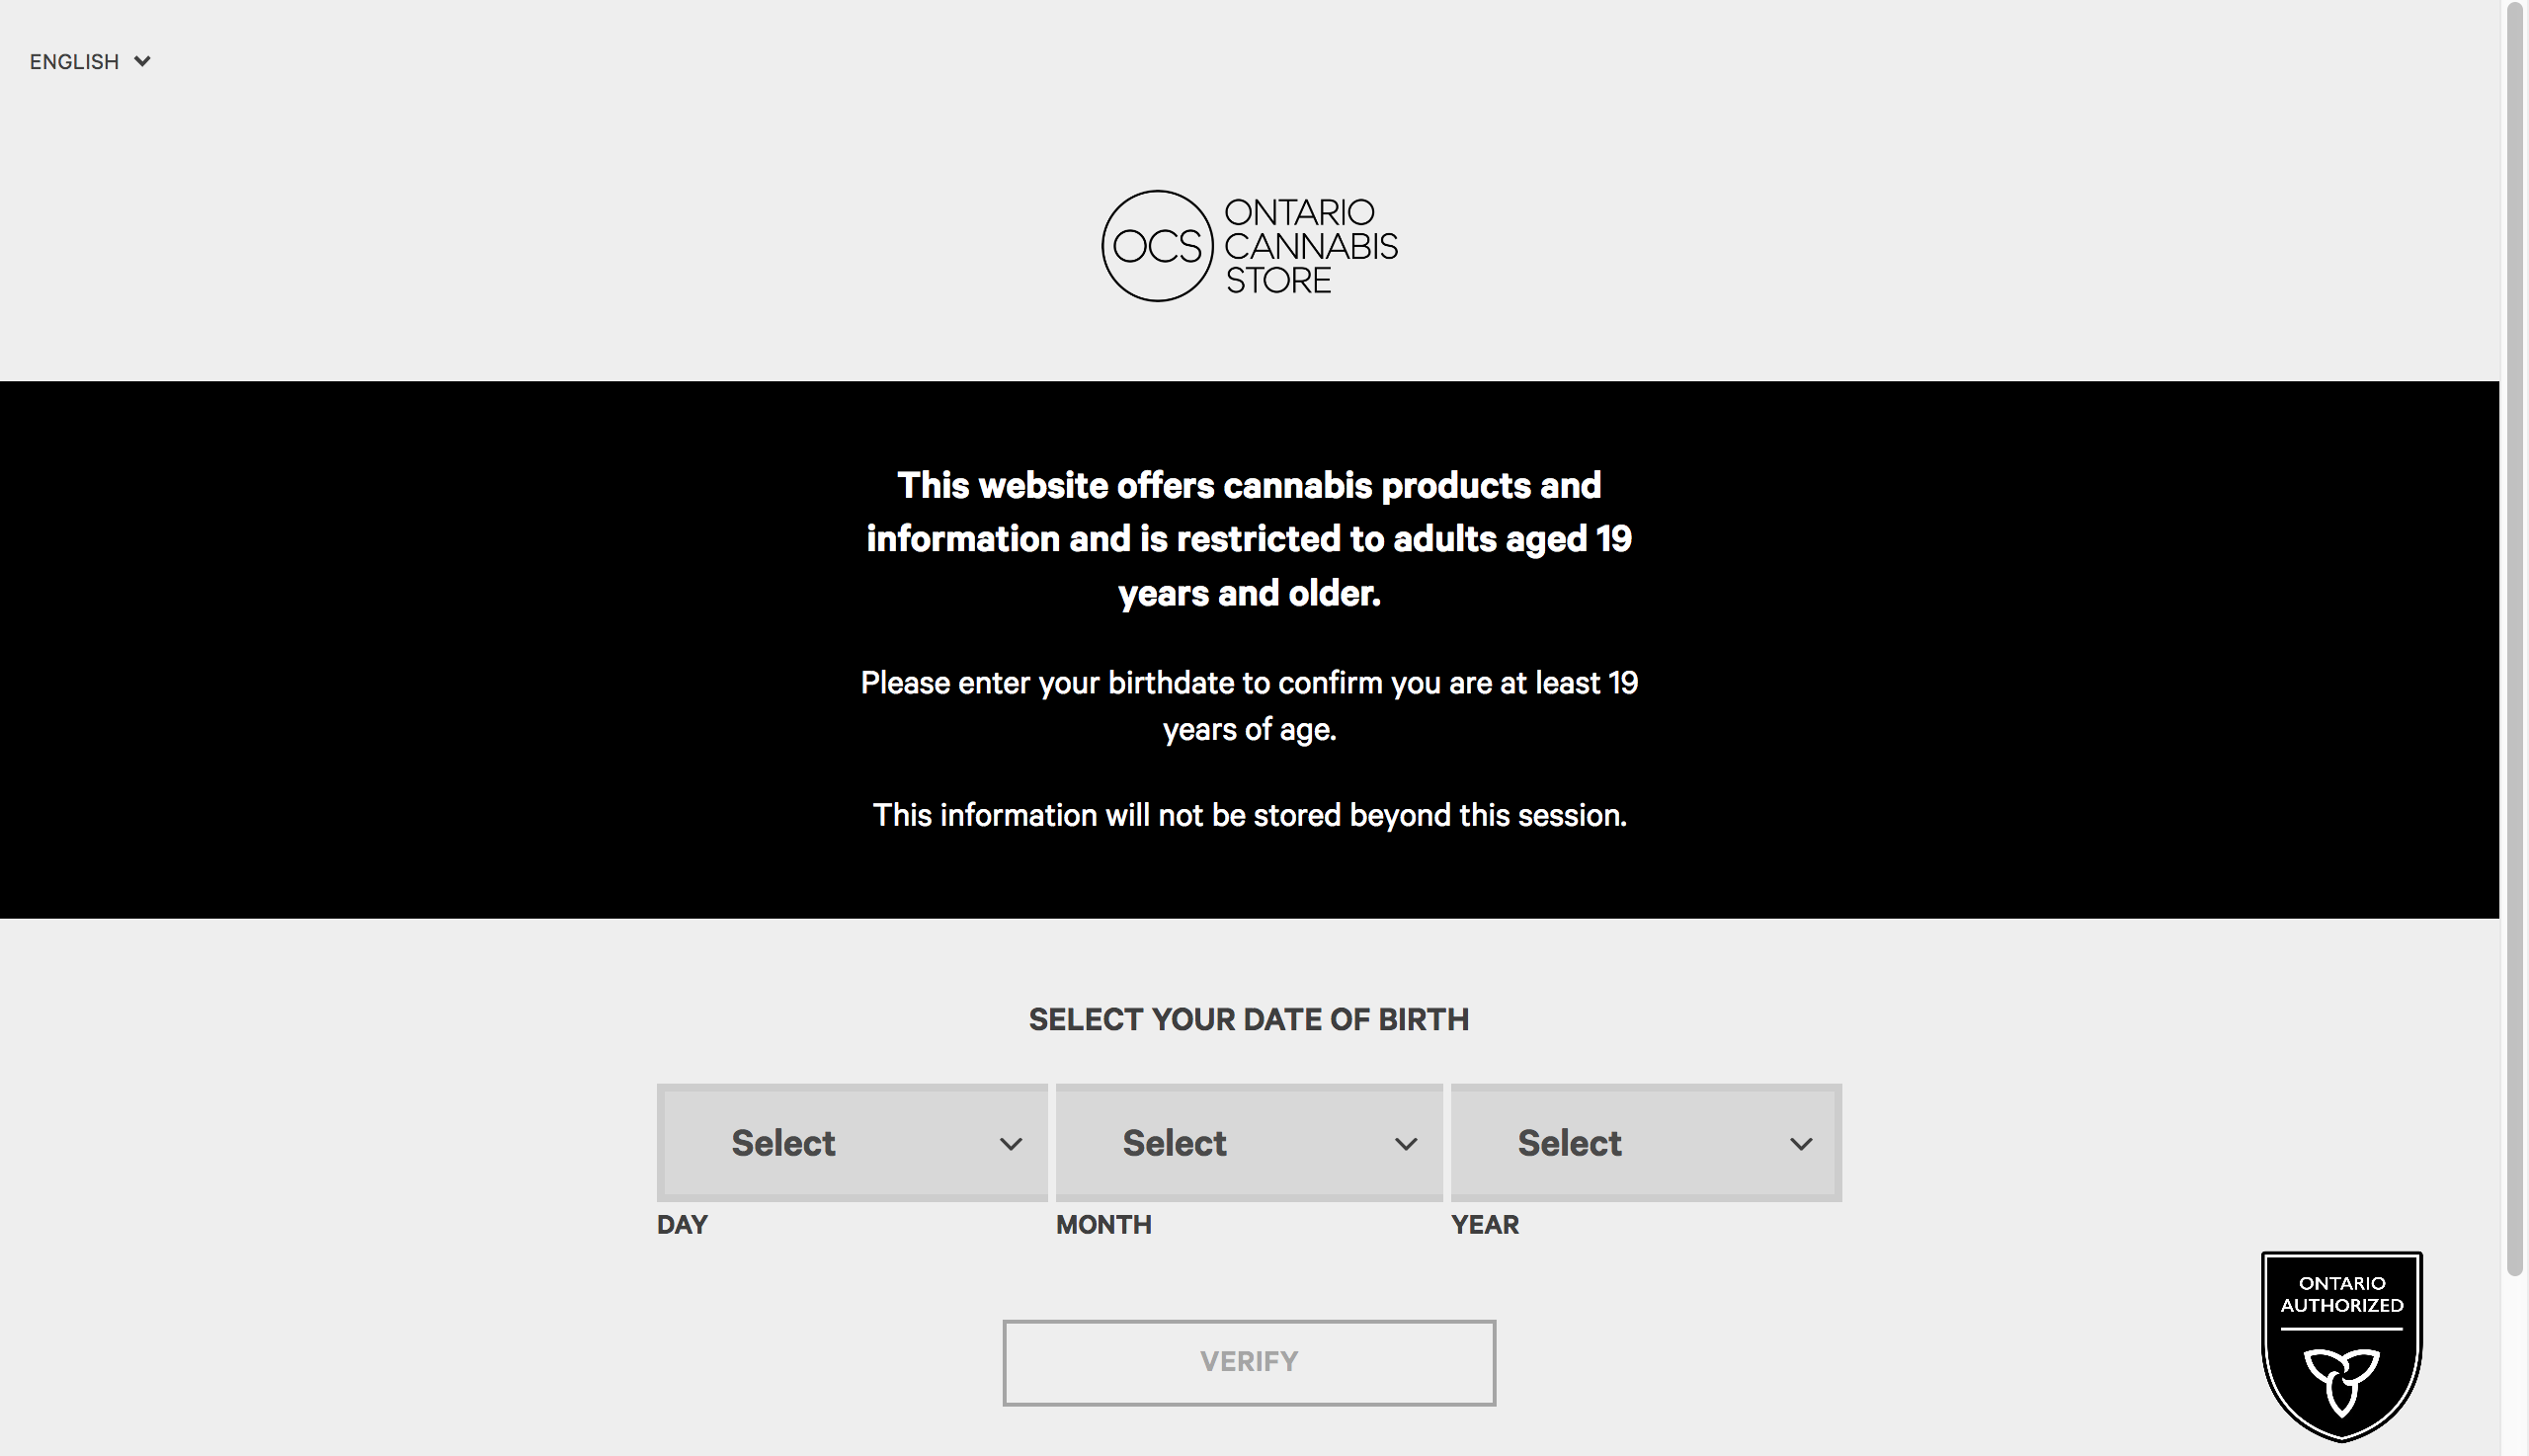 ENGLISH
OCS
ONTARIO
CANNABIS
STORE
This website offers cannabis products and
information and is restricted to adults aged 19
years and older.
Please enter your birthdate to confirm you are at least 19
years of age.
This information will not be stored beyond this session.
SELECT YOUR DATE OF BIRTH
Select Select Select
DAY MONTH YEAR
VERIFY
ONTARIO
AUTHORIZED